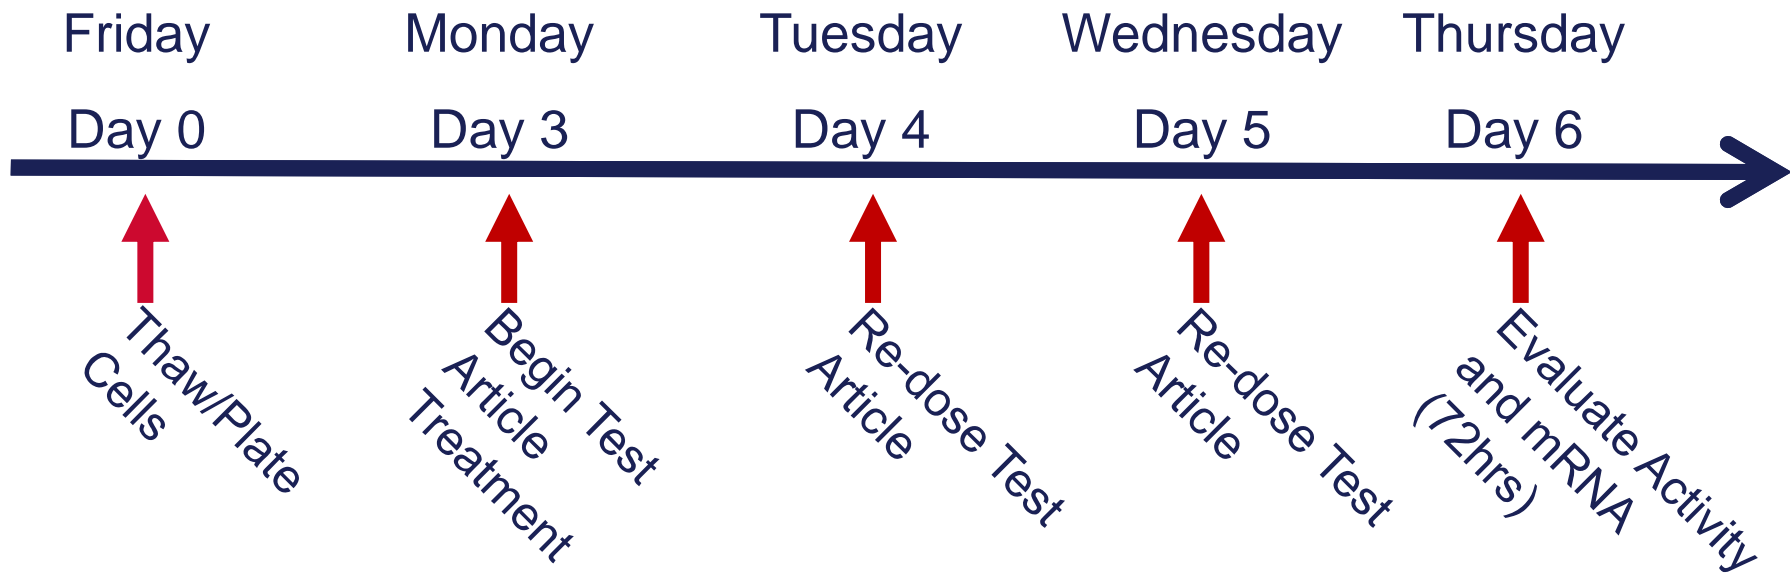 Friday Monday Tuesday Wednesday Thursday
Day 0 Day 3 Day 4 Day 5 Day 6
Thaw/Plate
Cells
Begin Test
Article
Treatment
Re-dose Test
Article
Re-dose Test
Article
Evaluate Activity
and mRNA
(72hrs)